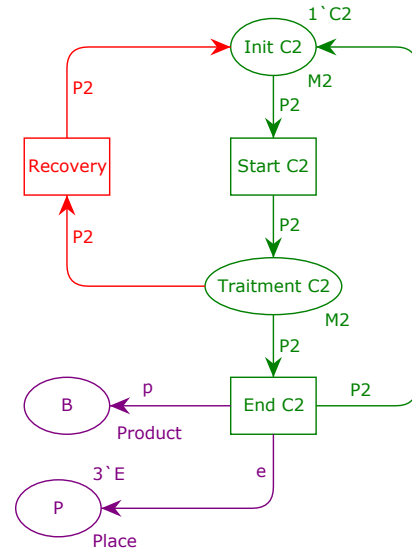 1`C2
Init C2
M2
P2
P2
Recovery
Start C2
P2
P2
Traitment C2
M2
P2
P2
B
p
End C2
Product
3`E
e
P
Place